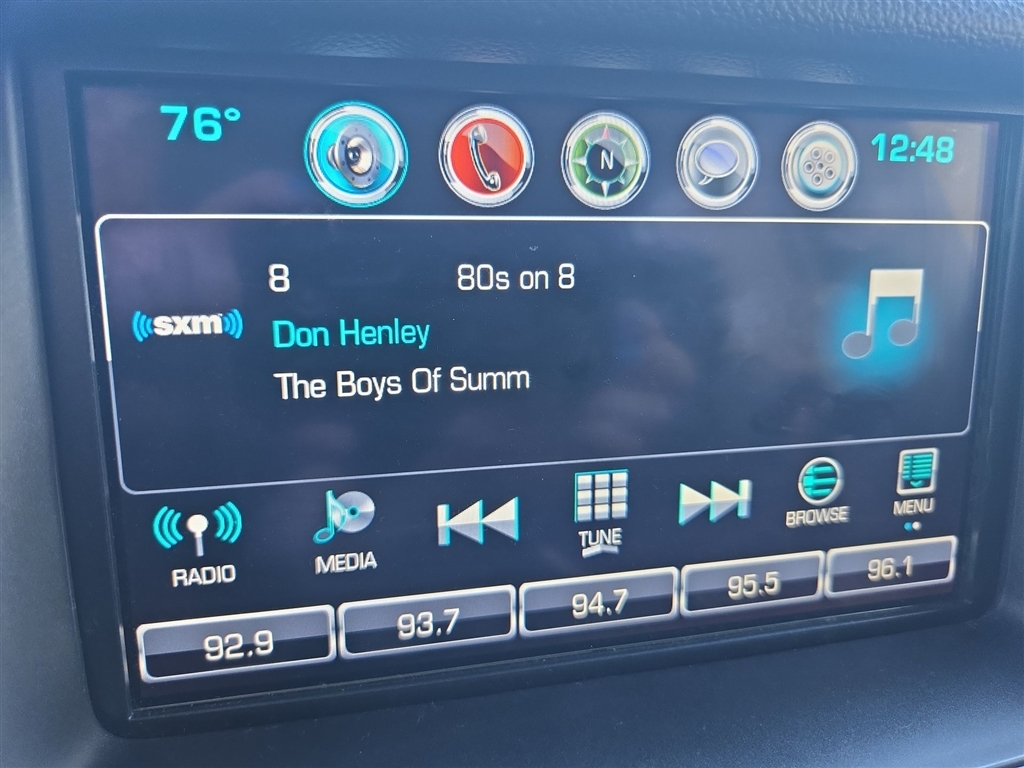 76°
N
12:48
8 80s on 8
sxm
Don Henley
The Boys Of Summ
RADIO MEDIA TUNE BROWSE MENU
92.9 93.7 94.7 95.5 96.1